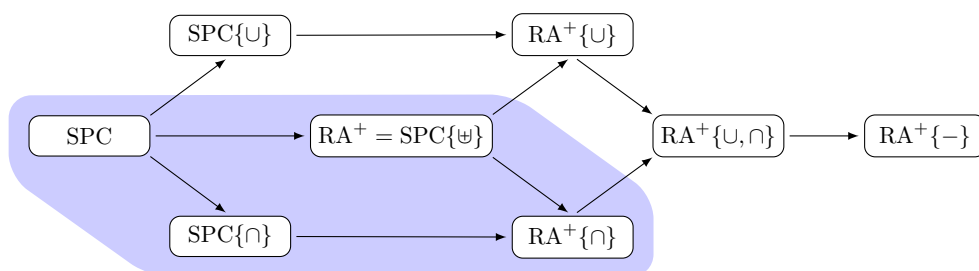 SPC{∪}
RA⁺{∪}
SPC
RA⁺ = SPC{⊎}
RA⁺{∪, ∩}
RA⁺{−}
SPC{∩}
RA⁺{∩}